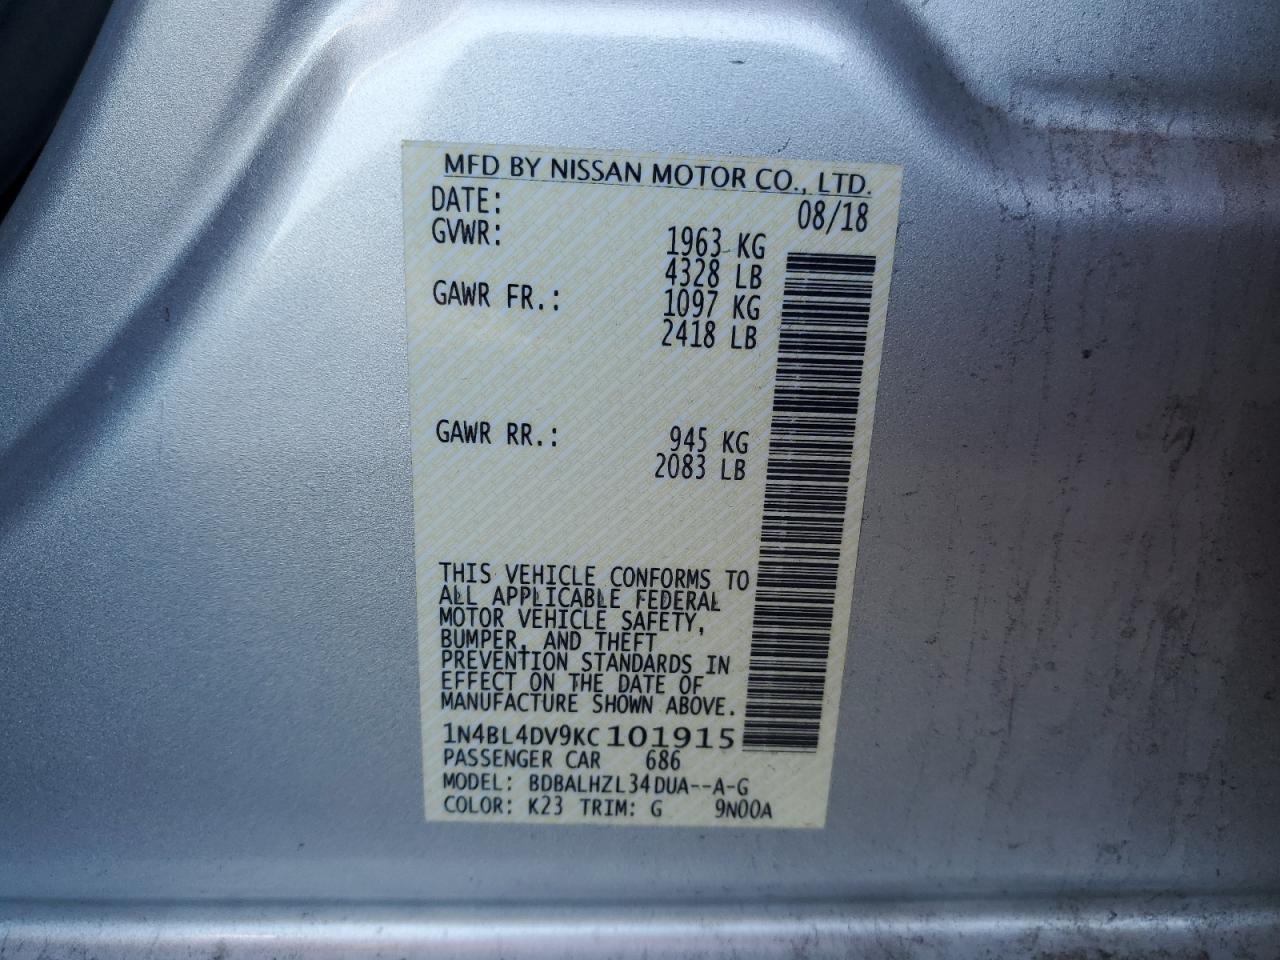 MFD BY NISSAN MOTOR CO., LTD.
DATE: 08/18
GVWR: 1963 KG
4328 LB
GAWR FR.: 1097 KG
2418 LB
GAWR RR.: 945 KG
2083 LB
THIS VEHICLE CONFORMS TO
ALL APPLICABLE FEDERAL
MOTOR VEHICLE SAFETY,
BUMPER, AND THEFT
PREVENTION STANDARDS IN
EFFECT ON THE DATE OF
MANUFACTURE SHOWN ABOVE.
1N4BL4DV9KC101915
PASSENGER CAR 686
MODEL: BDBALHZL34DUA--A-G
COLOR: K23 TRIM: G 9N00A